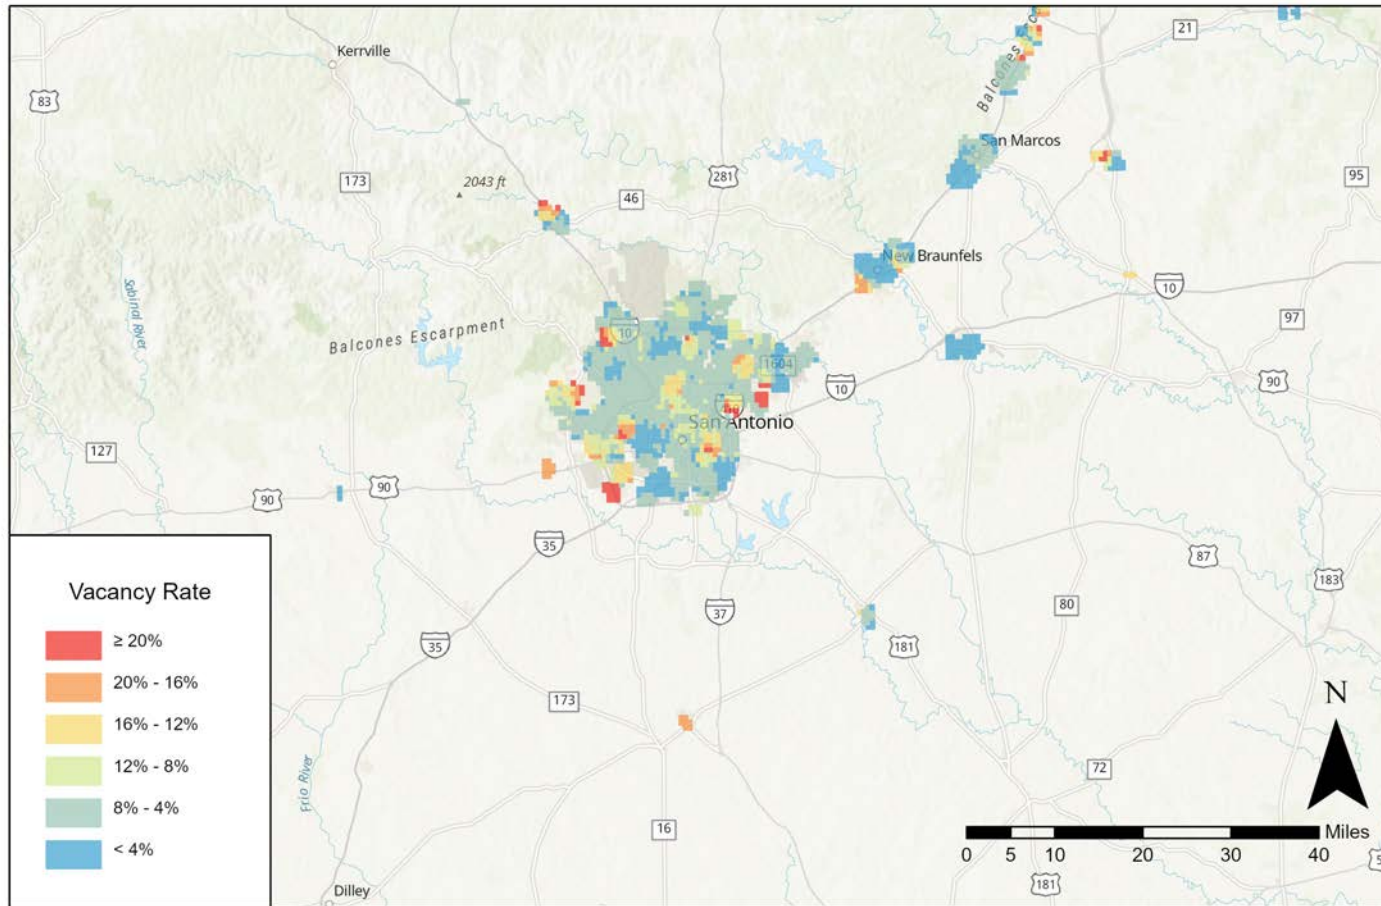 Kerrville
Balcones
21
83
San Marcos
281
173
2043 ft
46
95
New Braunfels
10
Sabinal River
Balcones Escarpment
10
97
1604
10
90
San Antonio
127
90
90
35
87
183
Vacancy Rate
≥ 20%
20% - 16%
16% - 12%
12% - 8%
8% - 4%
< 4%
37
80
35
181
173
N
Frio River
72
16
Miles
0 5 10 20 30 40
Dilley
181